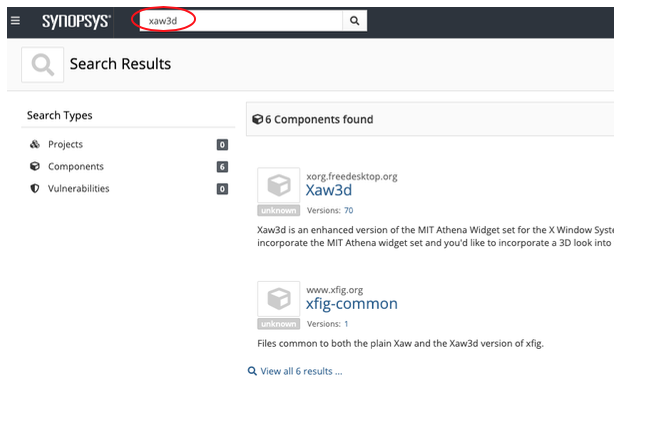 SYNOPSYS®
xaw3d
Search Results
Search Types
Projects 0
Components 6
Vulnerabilities 0
6 Components found
xorg.freedesktop.org
Xaw3d
unknown Versions: 70
Xaw3d is an enhanced version of the MIT Athena Widget set for the X Window Syste
incorporate the MIT Athena widget set and you'd like to incorporate a 3D look into
www.xfig.org
xfig-common
unknown Versions: 1
Files common to both the plain Xaw and the Xaw3d version of xfig.
View all 6 results ...